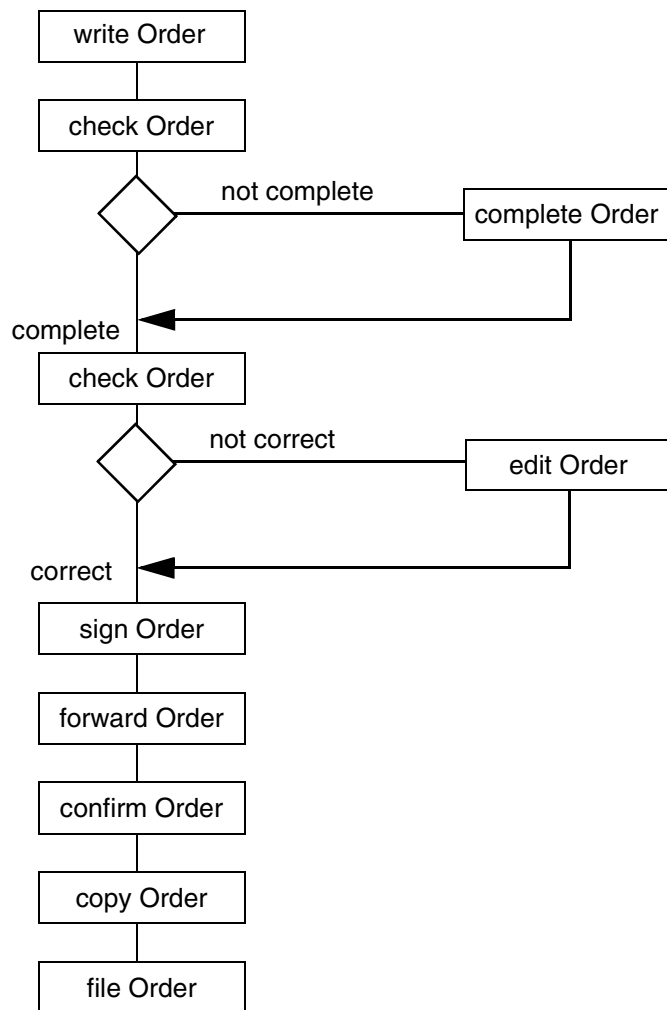 write Order
check Order
not complete
complete Order
complete
check Order
not correct
edit Order
correct
sign Order
forward Order
confirm Order
copy Order
file Order